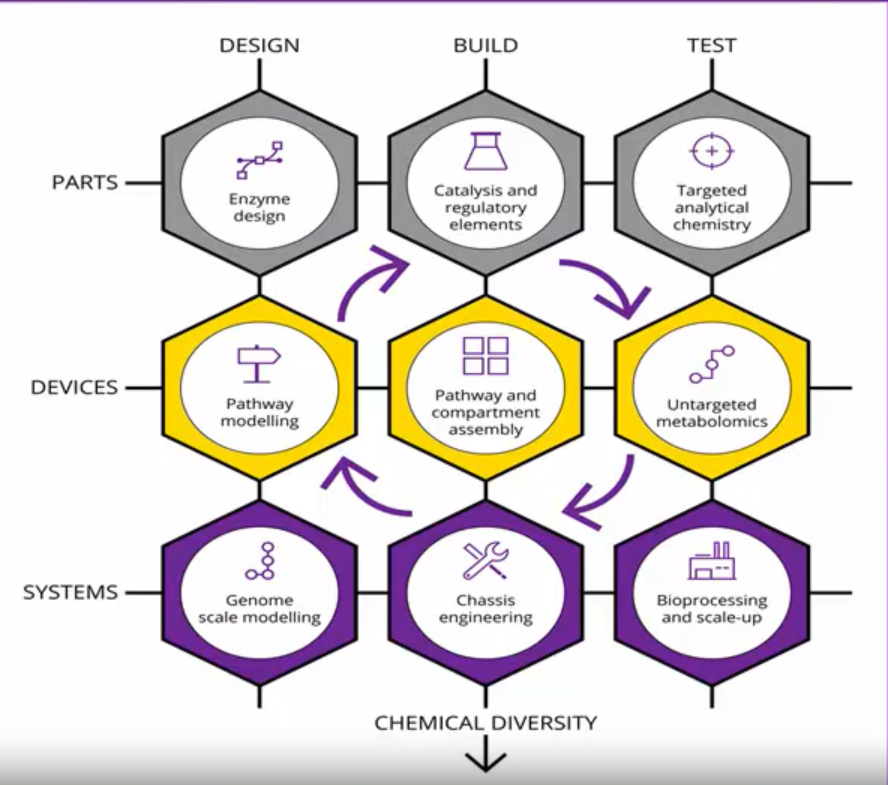 DESIGN
BUILD
TEST
PARTS
Enzyme
design
Catalysis and
regulatory
elements
Targeted
analytical
chemistry
DEVICES
Pathway
modelling
Pathway and
compartment
assembly
Untargeted
metabolomics
SYSTEMS
Genome
scale modelling
Chassis
engineering
Bioprocessing
and scale-up
CHEMICAL DIVERSITY